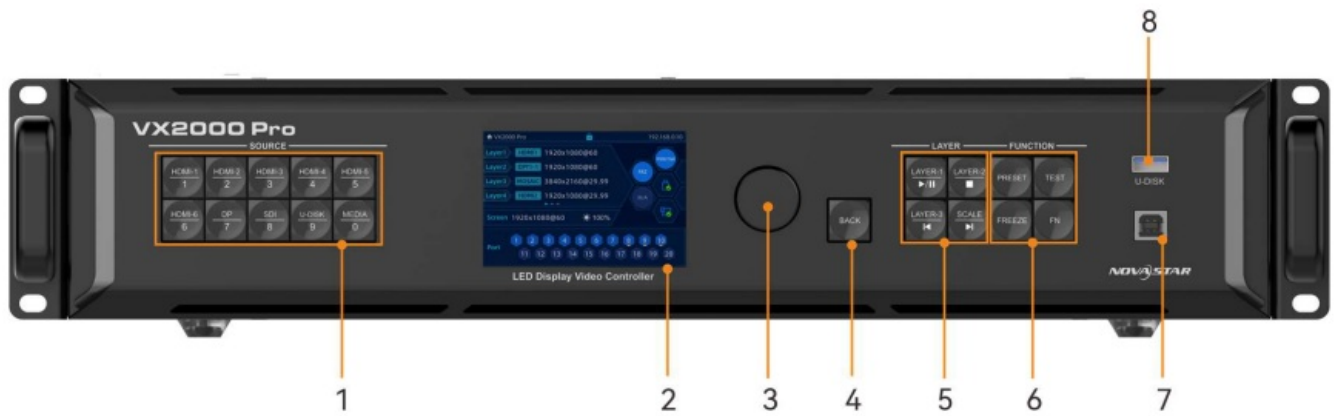 8
VX2000 Pro
SOURCE
HDMI-1 HDMI-2 HDMI-3 HDMI-4 HDMI-5
1 2 3 4 5
HDMI-6 DP SDI U-DISK MEDIA
6 7 8 9 0
VX2000 Pro
Layer1 HDMI1 1920x1080@60
Layer2 1920x1080@60
Layer3 MOSAIC 3840x2160@29.99
Layer4 HDMI2 1920x1080@29.99
Screen 1920x1080@60 100%
Port 1 2 3 4 5 6 7 8 9 10
11 12 13 14 15 16 17 18 19 20
LED Display Video Controller
BACK
LAYER FUNCTION
LAYER-1 LAYER-2 PRESET TEST
LAYER-3 SCALE FREEZE FN
U-DISK
NOVASTAR
1 2 3 4 5 6 7